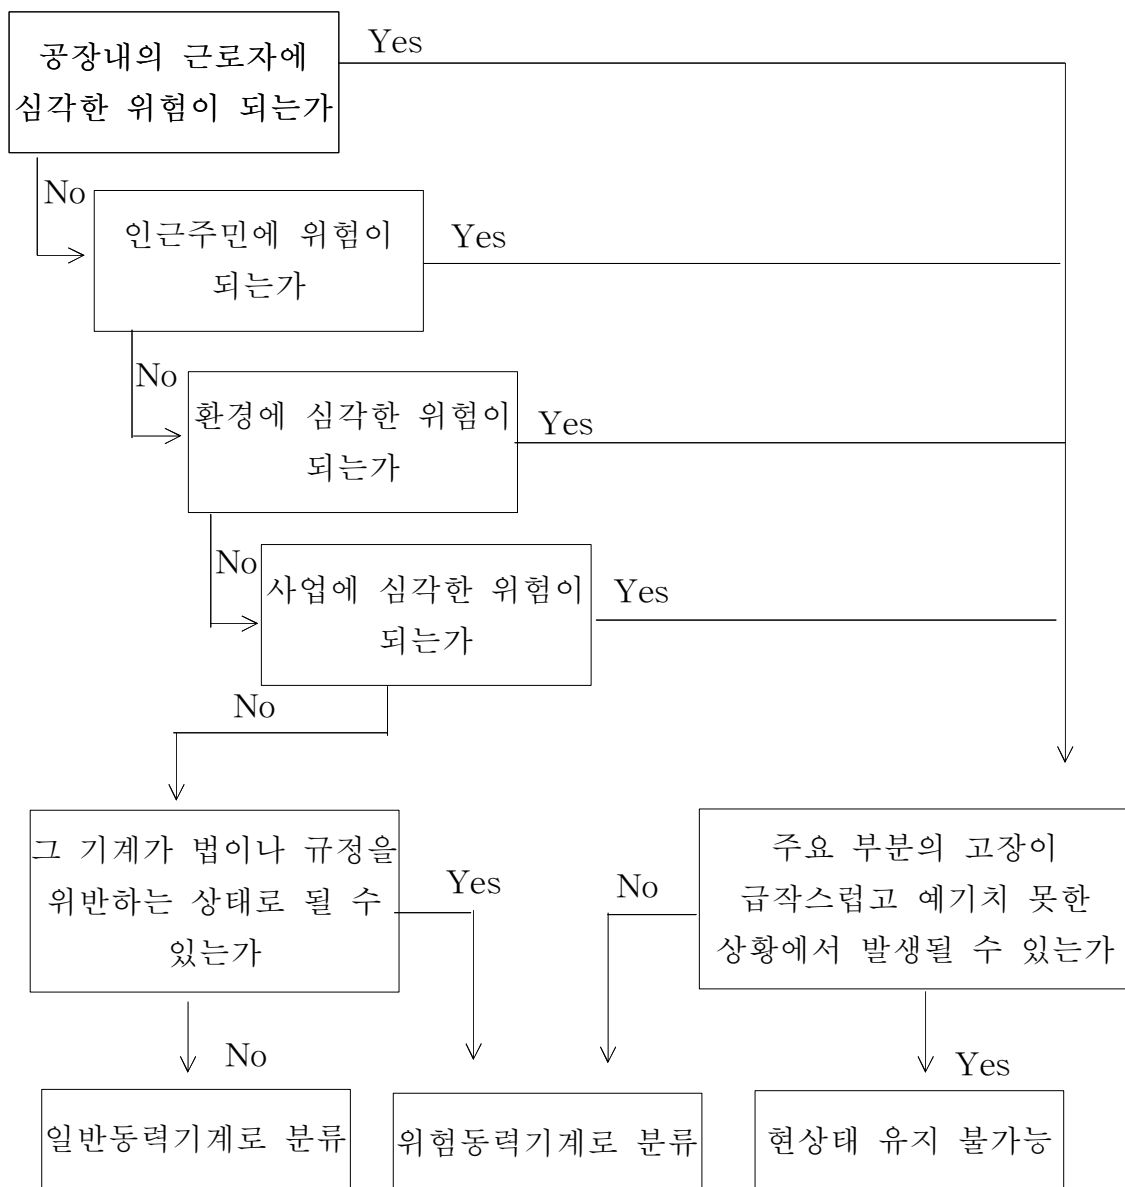 공장내의 근로자에
심각한 위험이 되는가
Yes
No
인근주민에 위험이
되는가
Yes
No
환경에 심각한 위험이
되는가
Yes
No
사업에 심각한 위험이
되는가
Yes
No
그 기계가 법이나 규정을
위반하는 상태로 될 수
있는가
Yes
No
주요 부분의 고장이
급작스럽고 예기치 못한
상황에서 발생될 수 있는가
No
Yes
일반동력기계로 분류
위험동력기계로 분류
현상태 유지 불가능